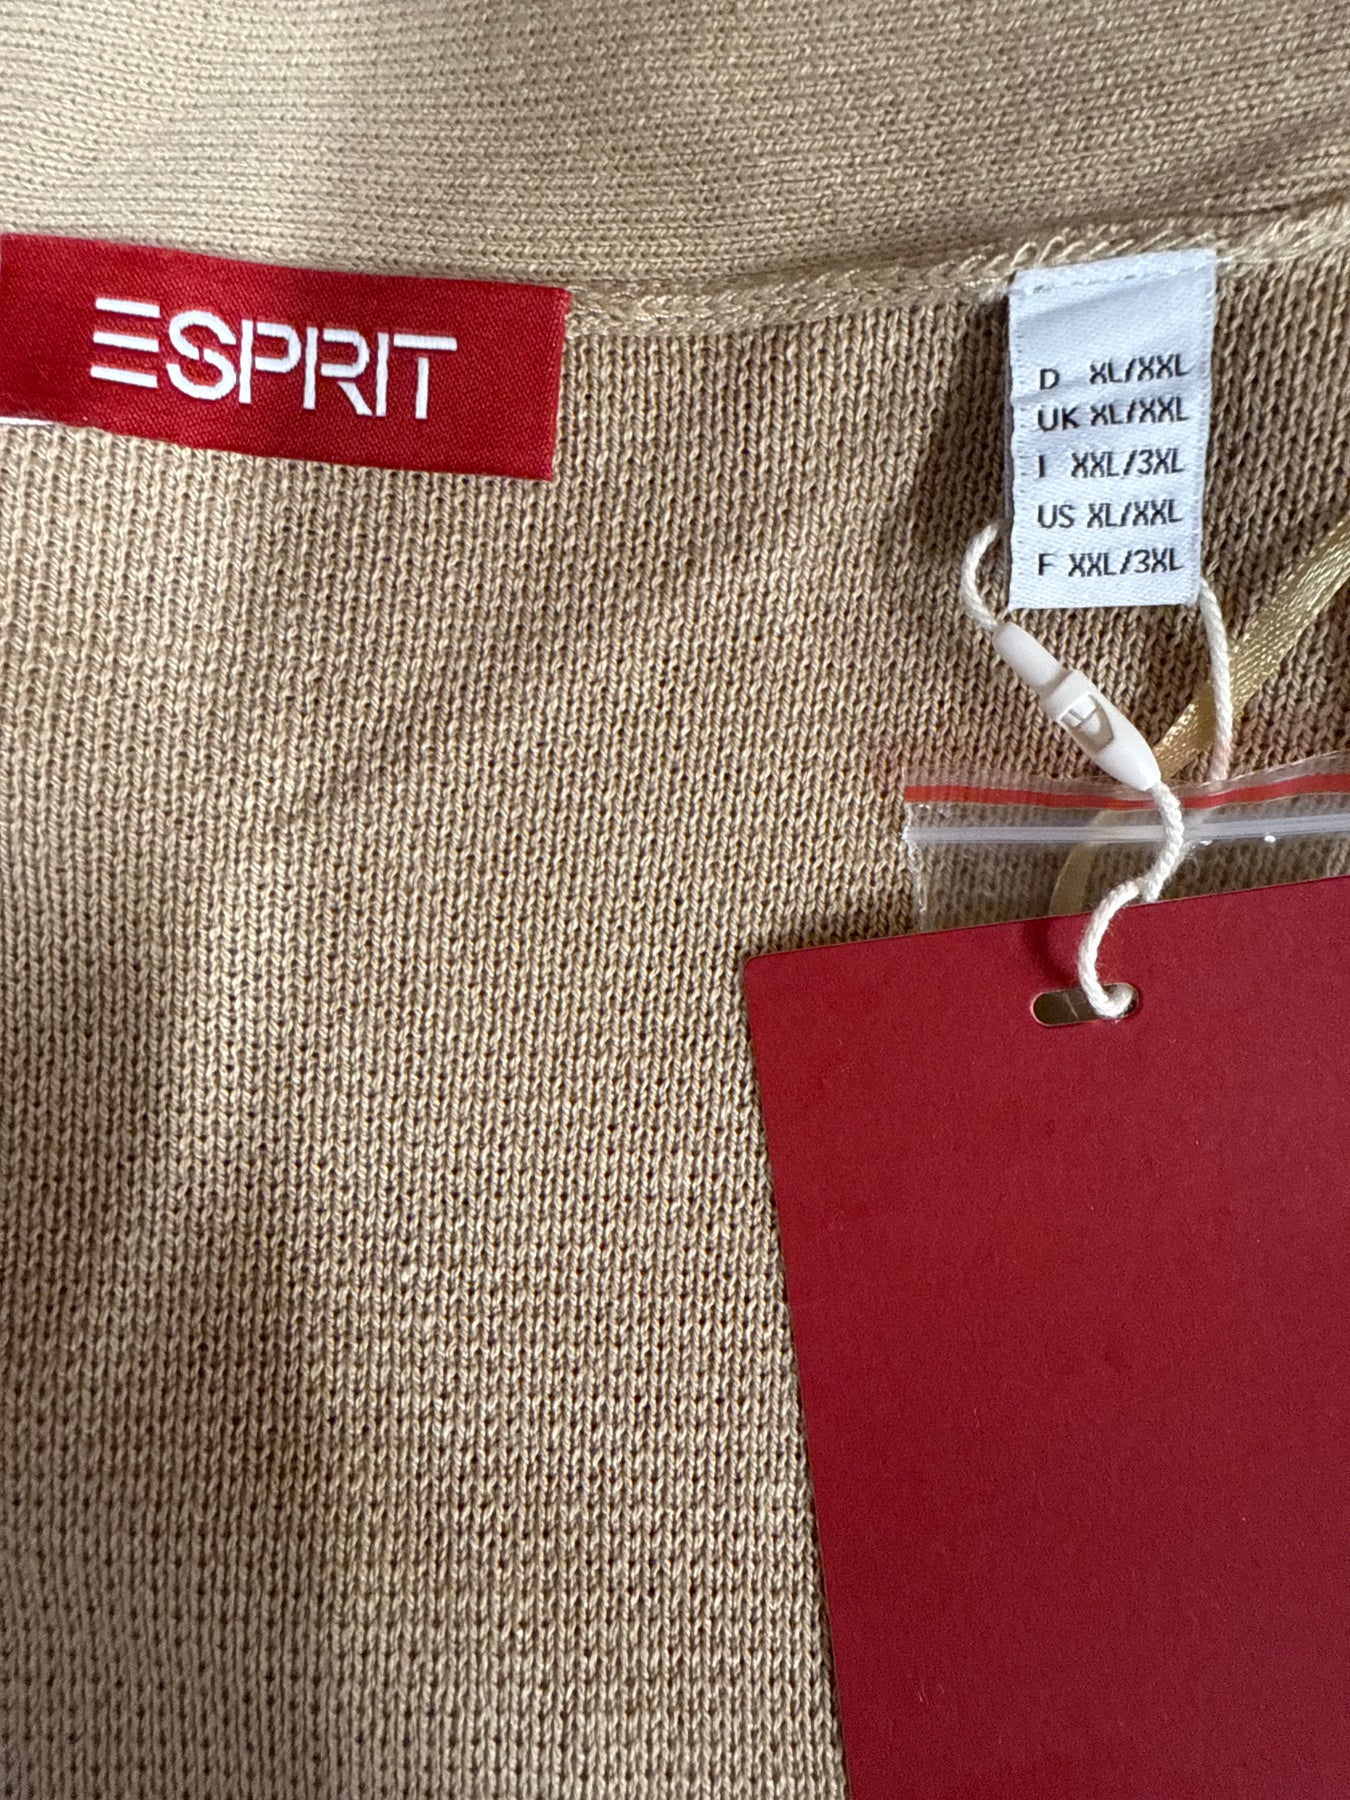 ESPRIT
D XL/XXL
UK XL/XXL
I XXL/3XL
US XL/XXL
F XXL/3XL